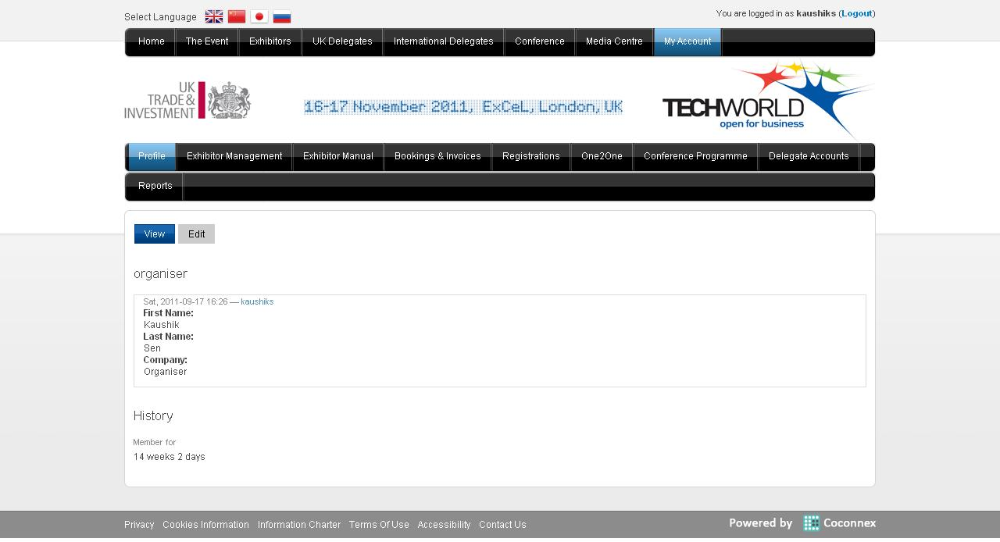 Select Language
You are logged in as kaushiks (Logout)
Home The Event Exhibitors UK Delegates International Delegates Conference Media Centre My Account
UK
TRADE &
INVESTMENT
16-17 November 2011, ExCeL, London, UK
TECHWORLD
open for business
Profile Exhibitor Management Exhibitor Manual Bookings & Invoices Registrations One2One Conference Programme Delegate Accounts
Reports
View Edit
organiser
Sat, 2011-09-17 16:26 — kaushiks
First Name:
Kaushik
Last Name:
Sen
Company:
Organiser
History
Member for
14 weeks 2 days
Privacy Cookies Information Information Charter Terms Of Use Accessibility Contact Us
Powered by Coconnex